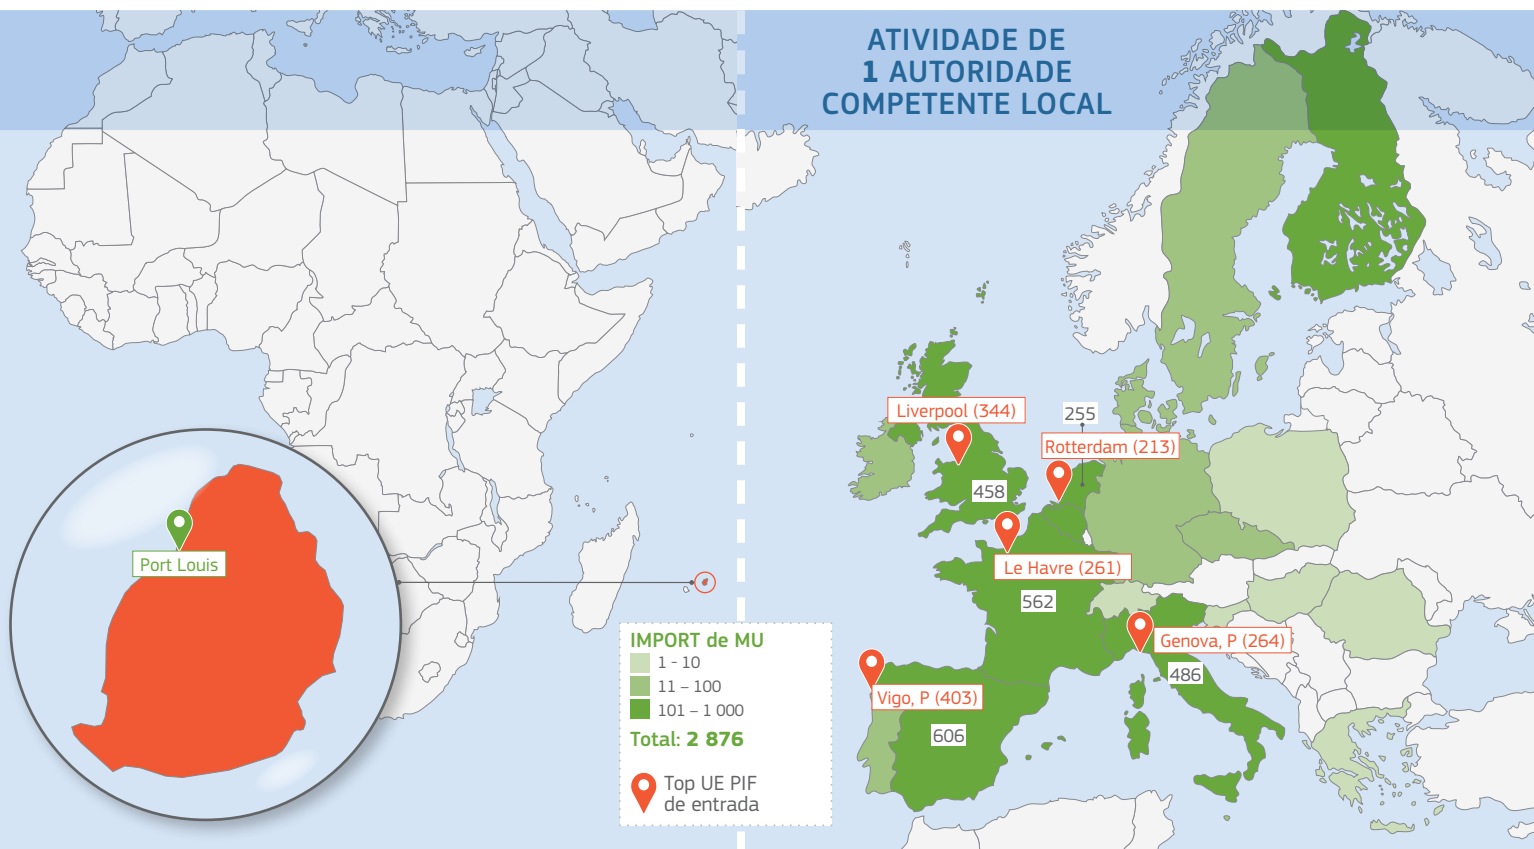 ATIVIDADE DE
1 AUTORIDADE
COMPETENTE LOCAL
Liverpool (344)
255
Rotterdam (213)
458
Le Havre (261)
562
Genova, P (264)
486
Vigo, P (403)
606
Port Louis
IMPORT de MU
1 - 10
11 – 100
101 – 1 000
Total: 2 876
Top UE PIF
de entrada